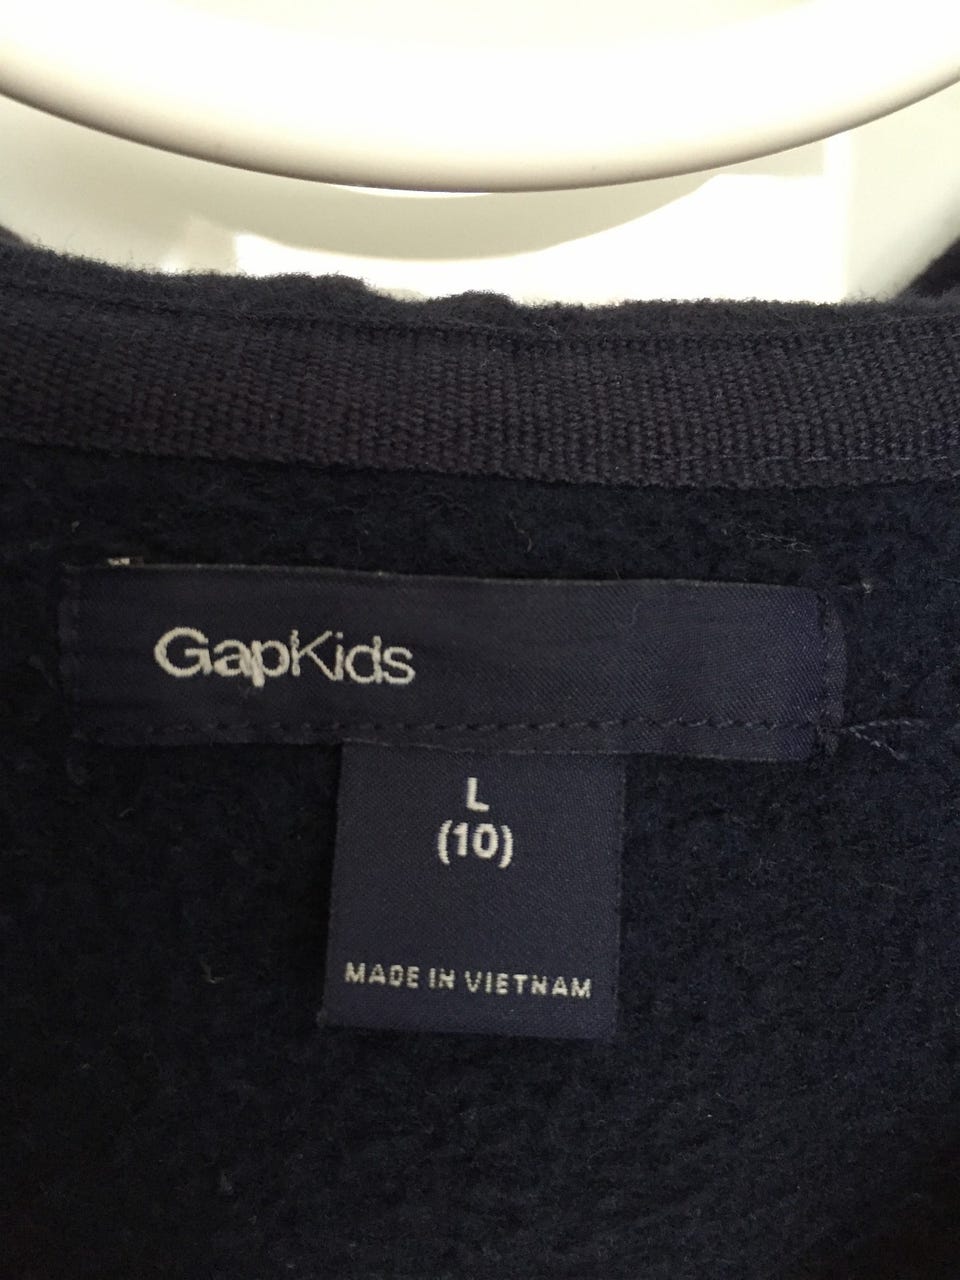 GapKids
L
(10)
MADE IN VIETNAM